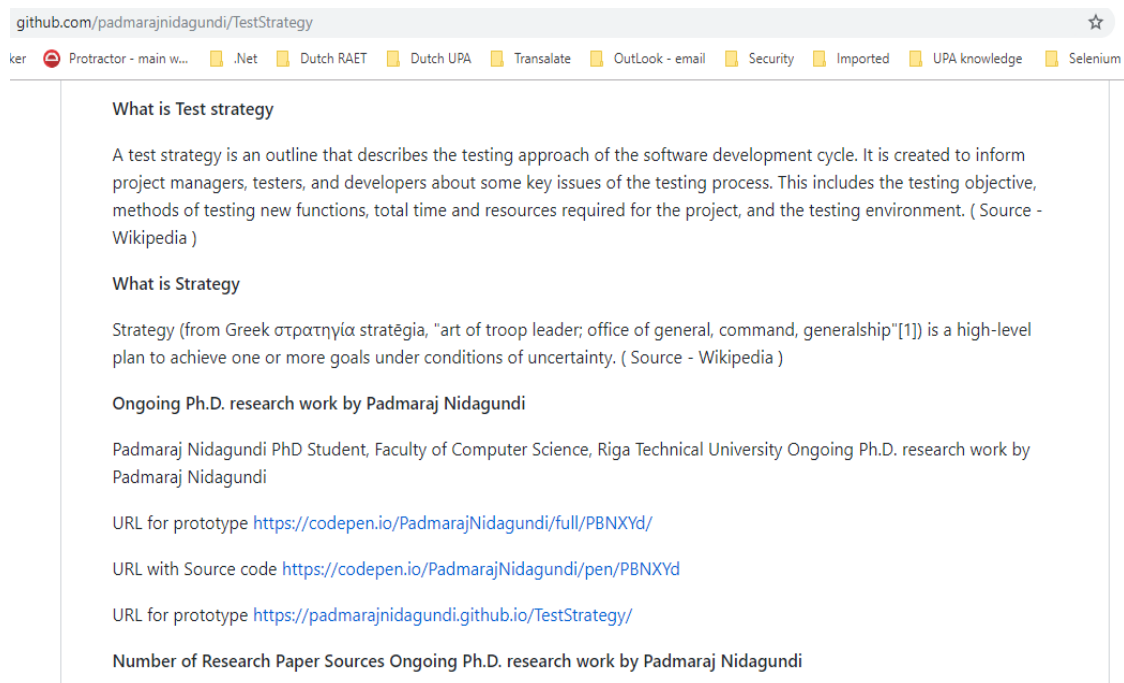 github.com/padmarajnidagundi/TestStrategy
ker Protractor - main w... .Net Dutch RAET Dutch UPA Transalate OutLook - email Security Imported UPA knowledge Selenium
What is Test strategy
A test strategy is an outline that describes the testing approach of the software development cycle. It is created to inform
project managers, testers, and developers about some key issues of the testing process. This includes the testing objective,
methods of testing new functions, total time and resources required for the project, and the testing environment. ( Source -
Wikipedia )
What is Strategy
Strategy (from Greek στρατηγία stratēgia, "art of troop leader; office of general, command, generalship"[1]) is a high-level
plan to achieve one or more goals under conditions of uncertainty. ( Source - Wikipedia )
Ongoing Ph.D. research work by Padmaraj Nidagundi
Padmaraj Nidagundi PhD Student, Faculty of Computer Science, Riga Technical University Ongoing Ph.D. research work by
Padmaraj Nidagundi
URL for prototype https://codepen.io/PadmarajNidagundi/full/PBNXYd/
URL with Source code https://codepen.io/PadmarajNidagundi/pen/PBNXYd
URL for prototype https://padmarajnidagundi.github.io/TestStrategy/
Number of Research Paper Sources Ongoing Ph.D. research work by Padmaraj Nidagundi